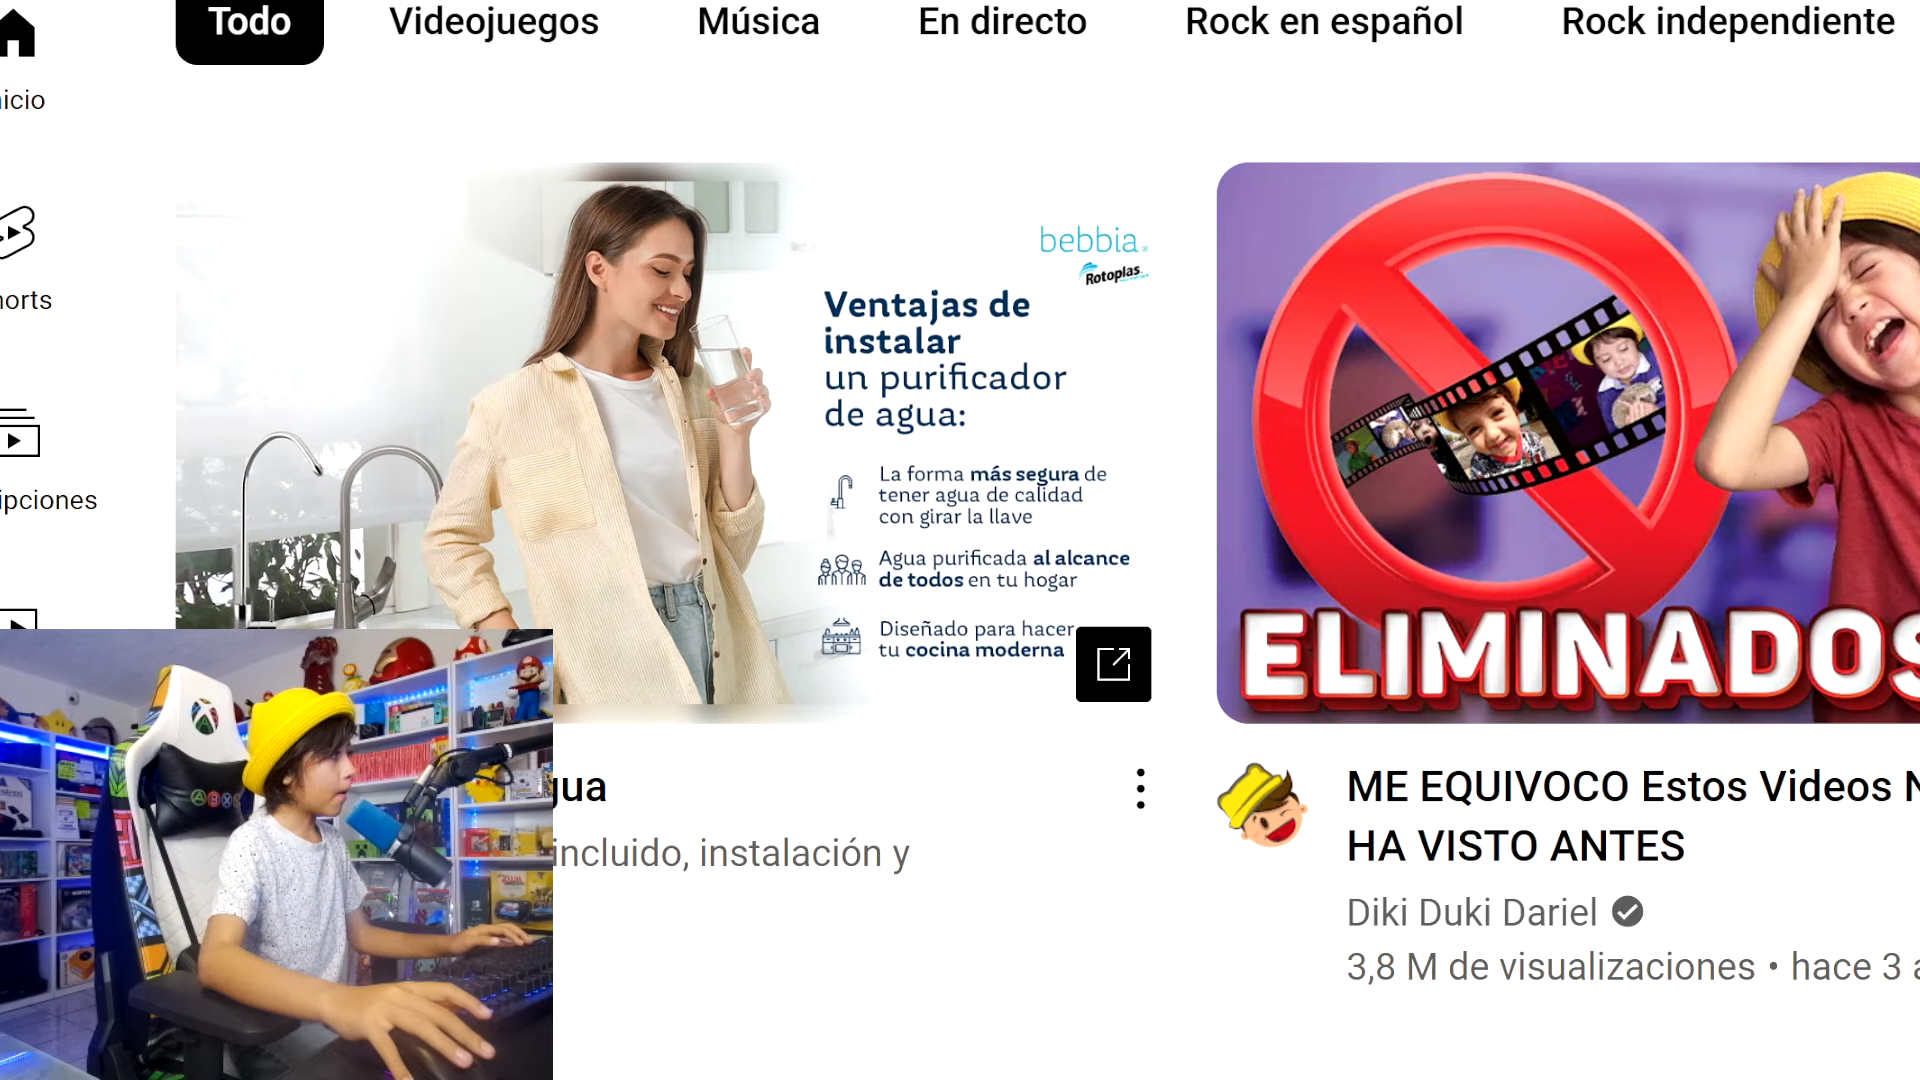 Todo
Videojuegos
Música
En directo
Rock en español
Rock independiente
icio
orts
ipciones
bebbia
Rotoplas
Ventajas de
instalar
un purificador
de agua:
La forma más segura de
tener agua de calidad
con girar la llave
Agua purificada al alcance
de todos en tu hogar
Diseñado para hacer
tu cocina moderna
ELIMINADOS
gua
incluido, instalación y
ME EQUIVOCO Estos Videos N
HA VISTO ANTES
Diki Duki Dariel
3,8 M de visualizaciones • hace 3 a
ABX